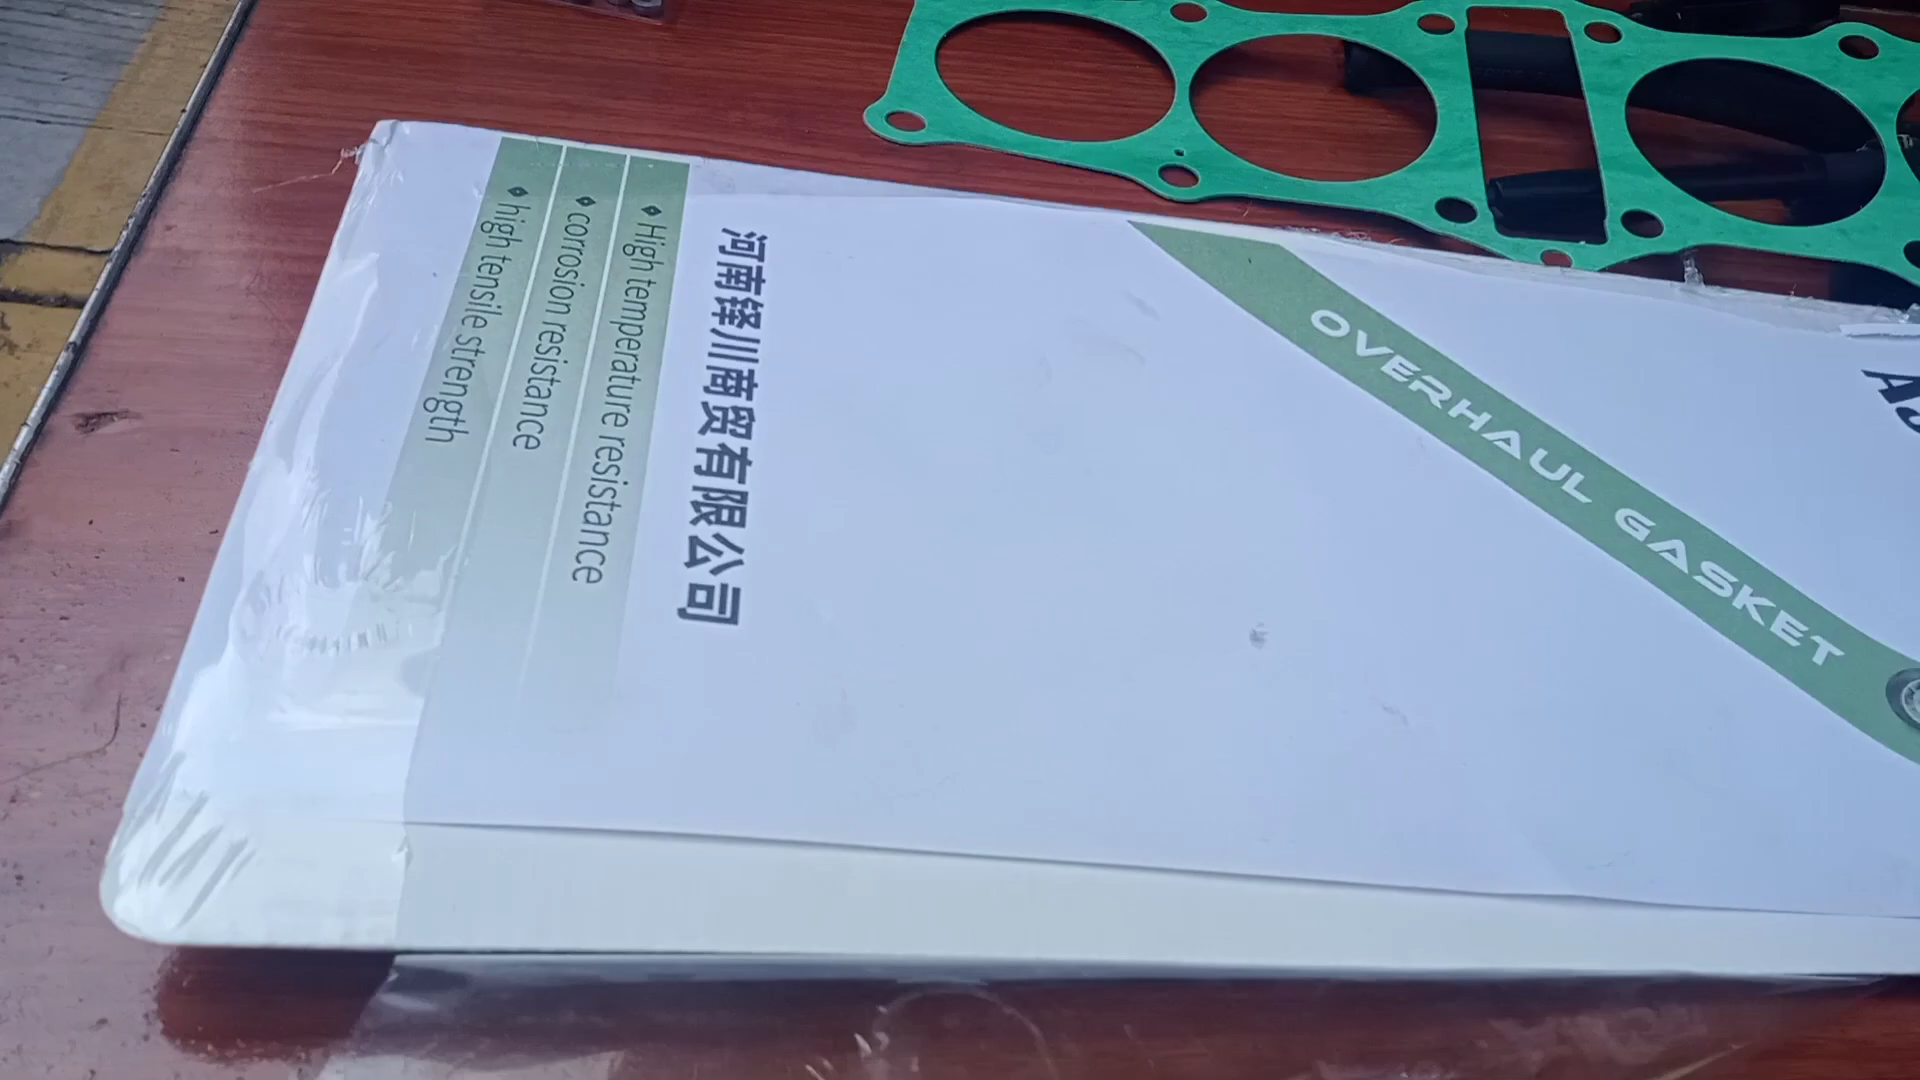 OVERHAUL GASKET
河南锋川商贸有限公司
High temperature resistance
corrosion resistance
high tensile strength